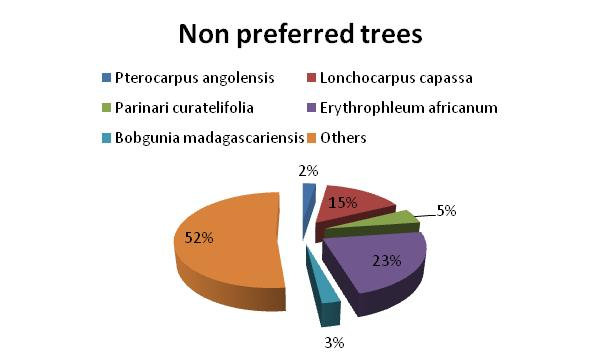 Non preferred trees
Pterocarpus angolensis Lonchocarpus capassa
Parinari curatelifolia Erythrophleum africanum
Bobgunia madagascariensis Others
2%
15%
5%
52%
23%
3%